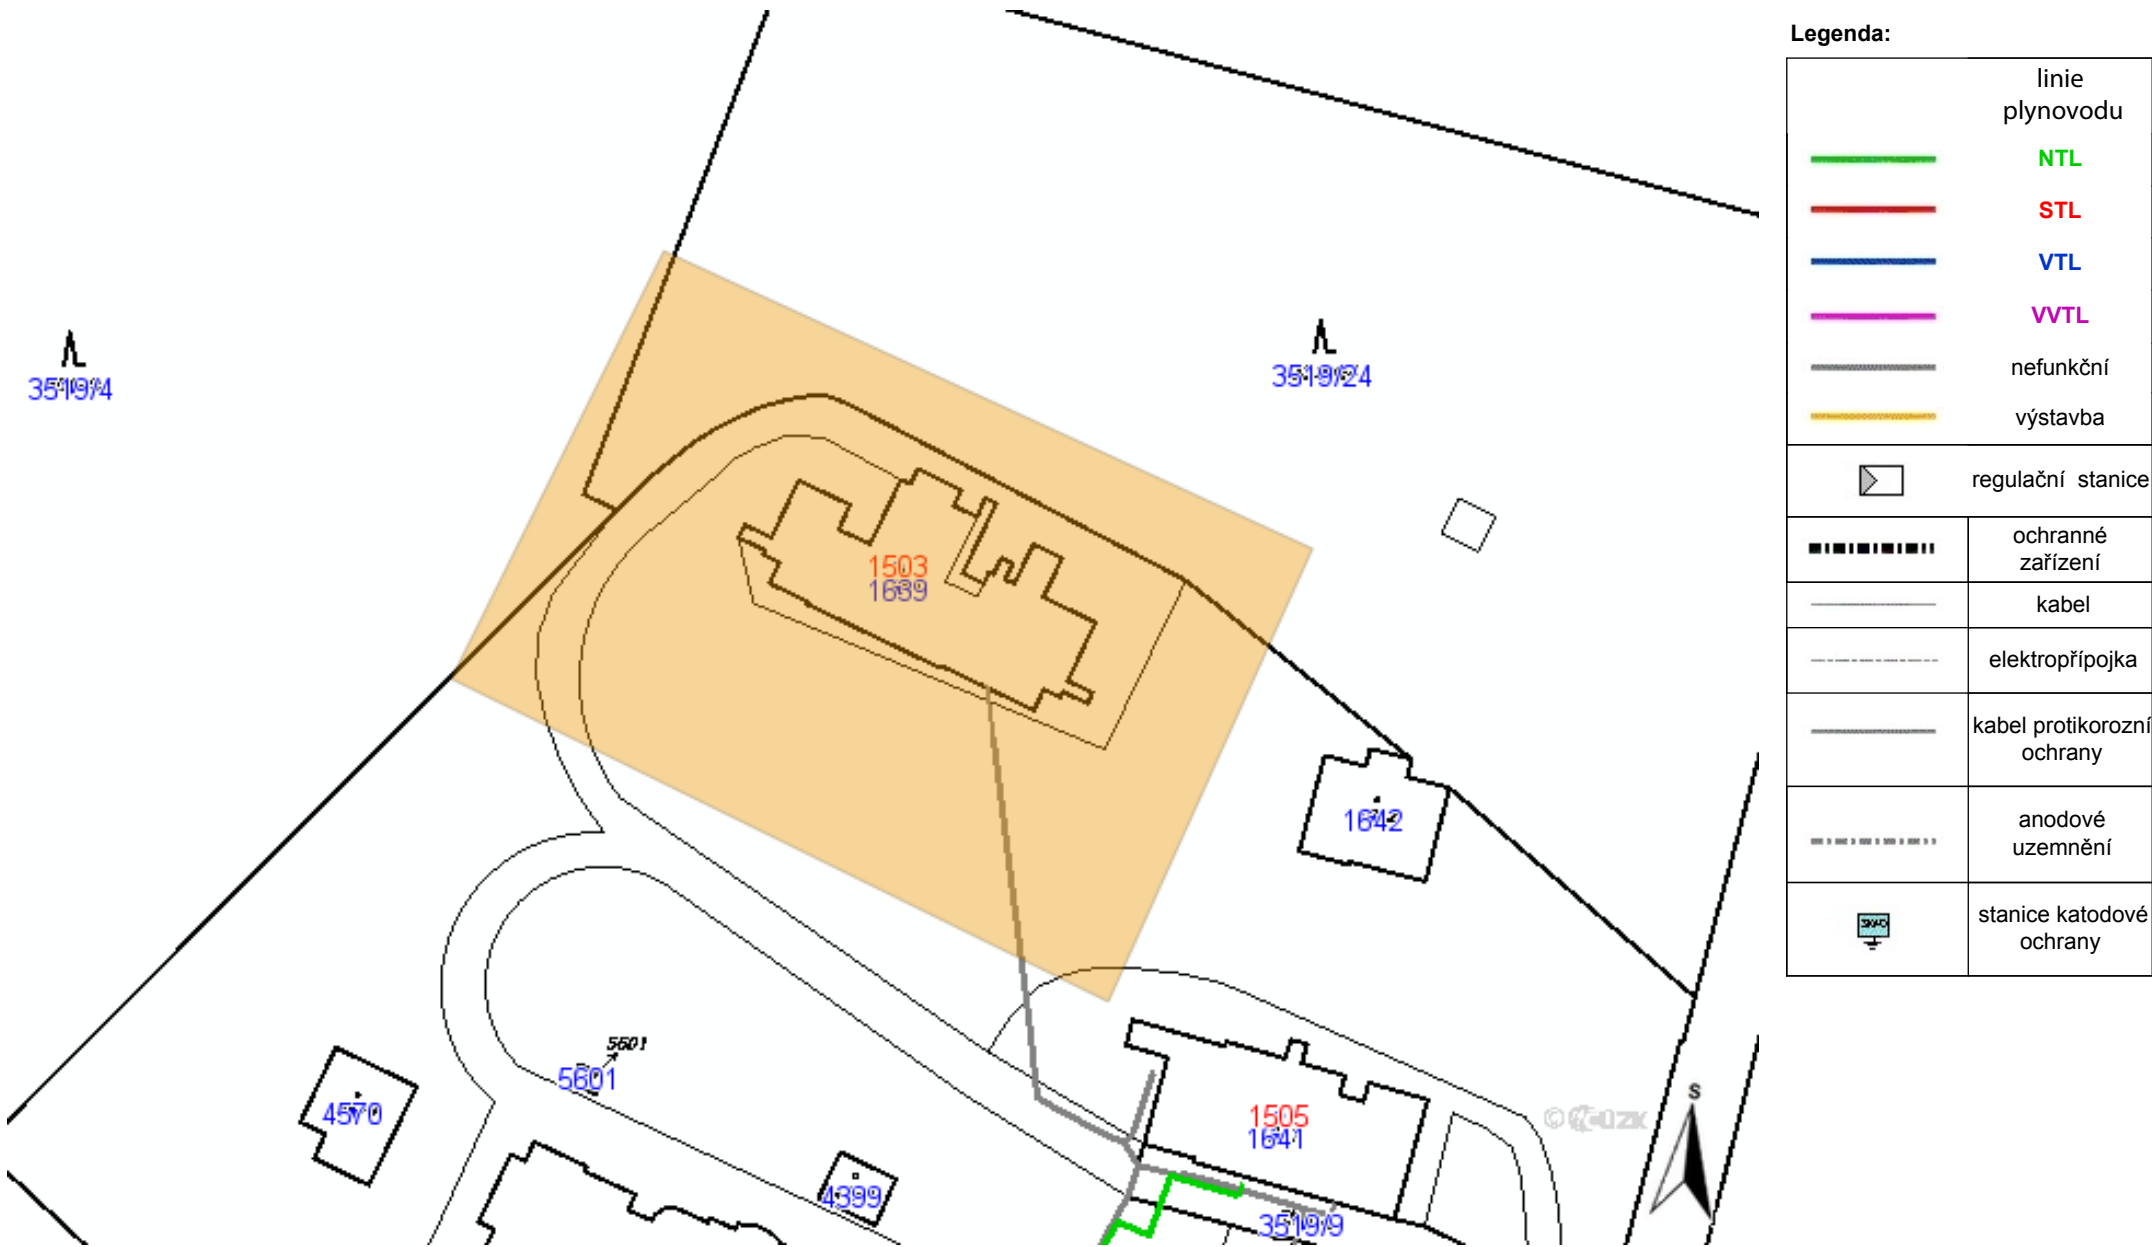 Legenda:
linie
plynovodu
NTL
STL
VTL
VVTL
nefunkční
výstavba
regulační stanice
ochranné
zařízení
kabel
elektropřípojka
kabel protikorozní
ochrany
anodové
uzemnění
stanice katodové
ochrany
3519/4
3519/24
1503
1639
1642
5601
5601
4570
4399
1505
1641
3519/9
S